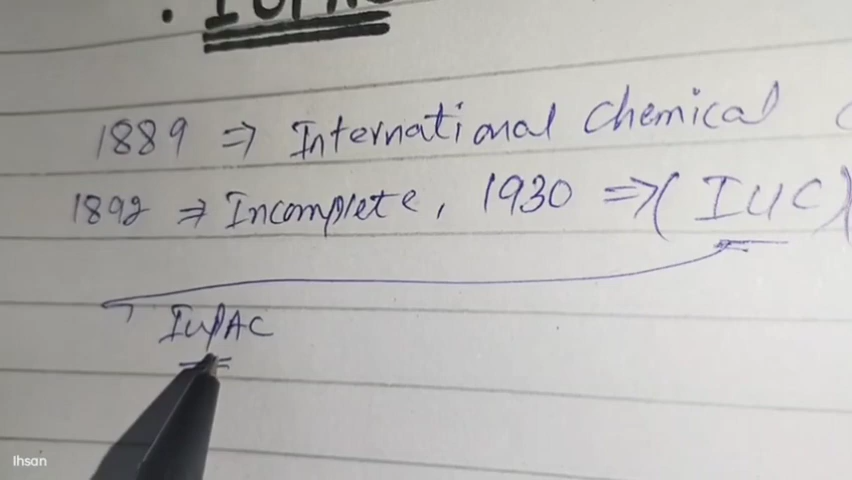 1889 ⇒ International Chemical
1892 ⇒ Incomplete, 1930 ⇒ (IUC)
IupAC
Ihsan